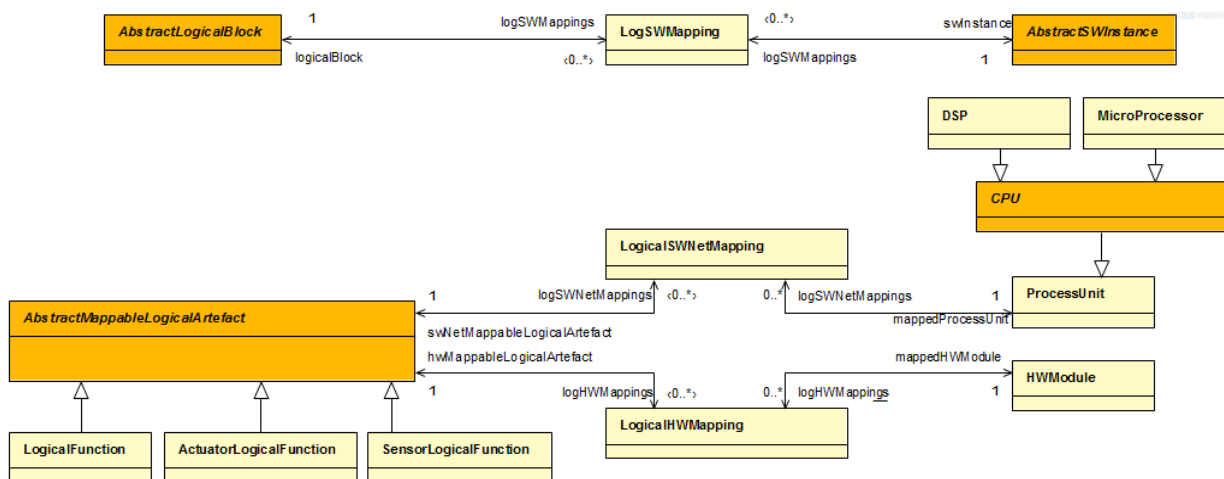 1
logSWMappings
‹0..*›
swInstance
AbstractLogicalBlock
LogSWMapping
AbstractSWInstance
logicalBlock
‹0..*›
logSWMappings
1
DSP
MicroProcessor
CPU
LogicalSWNetMapping
1
logSWNetMappings
‹0..*›
0..*
logSWNetMappings
1
ProcessUnit
AbstractMappableLogicalArtefact
mappedProcessUnit
swNetMappableLogicalArtefact
hwMappableLogicalArtefact
mappedHWModule
1
logHWMappings
‹0..*›
0..*
logHWMappings
1
HWModule
LogicalHWMapping
LogicalFunction
ActuatorLogicalFunction
SensorLogicalFunction